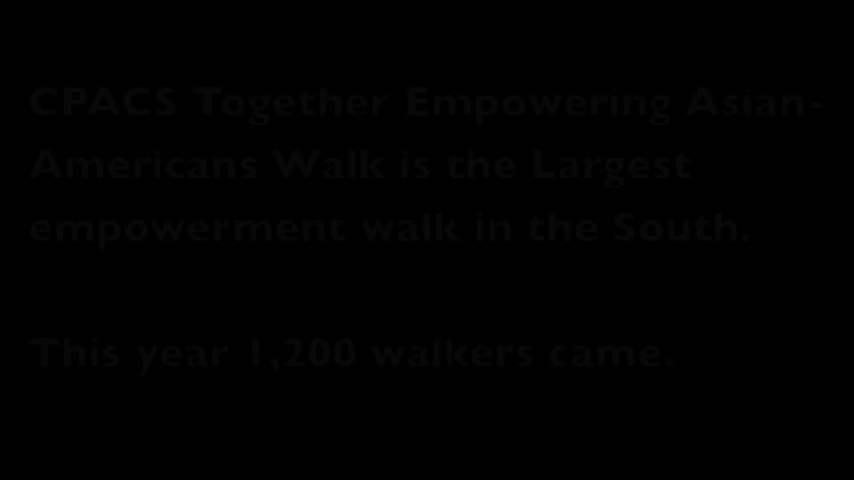 CPACS Together Empowering Asian-
Americans Walk is the Largest
empowerment walk in the South.
This year 1,200 walkers came.